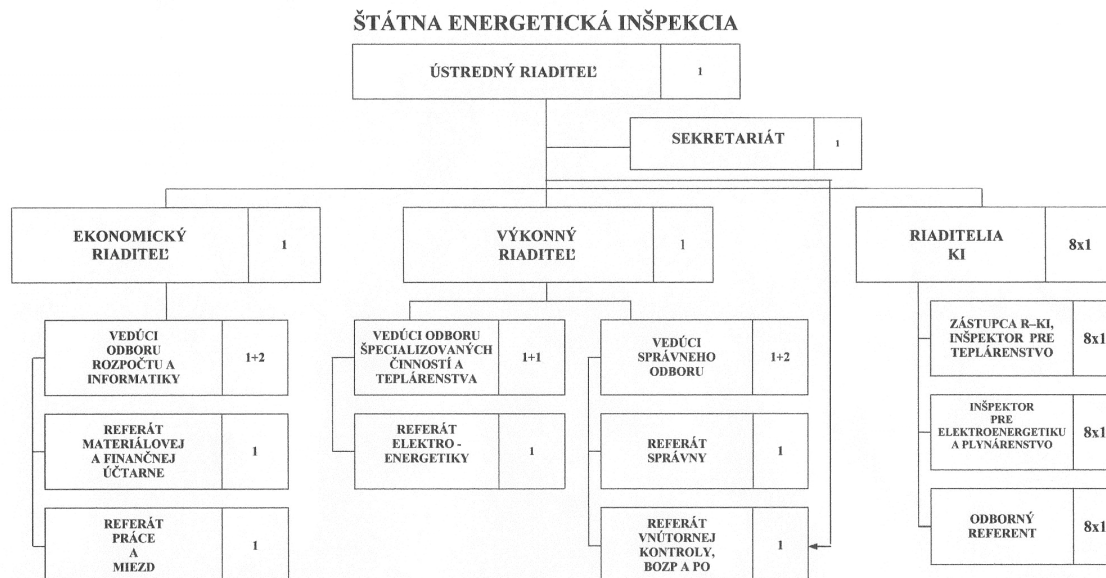 ŠTÁTNA ENERGETICKÁ INŠPEKCIA
ÚSTREDNÝ RIADITEĽ
1
SEKRETARIÁT
1
EKONOMICKÝ
RIADITEĽ
1
VÝKONNÝ
RIADITEĽ
1
RIADITELIA
KI
8x1
VEDÚCI
ODBORU
ROZPOČTU A
INFORMATIKY
1+2
VEDÚCI ODBORU
ŠPECIALIZOVANÝCH
ČINNOSTÍ A
TEPLÁRENSTVA
1+1
VEDÚCI
SPRÁVNEHO
ODBORU
1+2
ZÁSTUPCA R–KI,
INŠPEKTOR PRE
TEPLÁRENSTVO
8x1
REFERÁT
MATERIÁLOVEJ
A FINANČNEJ
ÚČTARNE
1
REFERÁT
ELEKTRO -
ENERGETIKY
1
REFERÁT
SPRÁVNY
1
INŠPEKTOR
PRE
ELEKTROENERGETIKU
A PLYNÁRENSTVO
8x1
REFERÁT
PRÁCE
A
MIEZD
1
REFERÁT
VNÚTORNEJ
KONTROLY,
BOZP A PO
1
ODBORNÝ
REFERENT
8x1